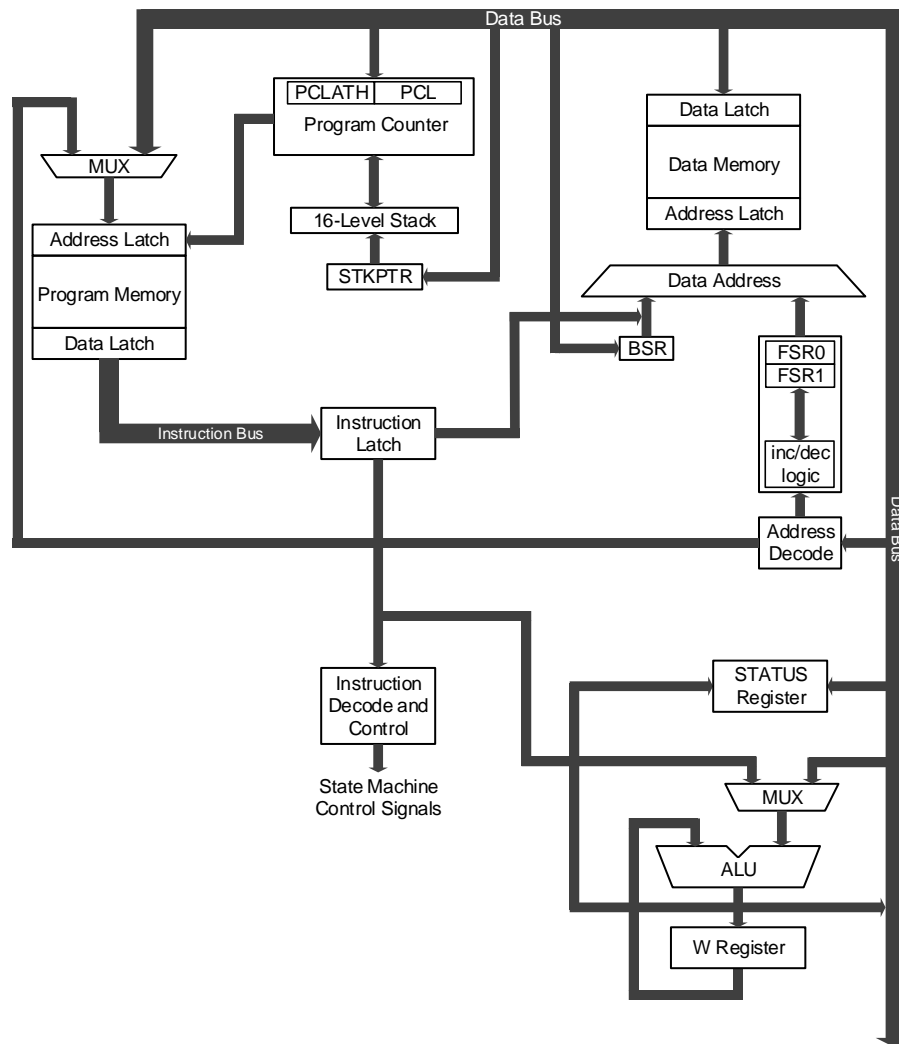 Data Bus
PCLATH PCL
Program Counter
Data Latch
Data Memory
Address Latch
MUX
16-Level Stack
Address Latch
Program Memory
Data Latch
STKPTR
Data Address
BSR
FSR0
FSR1
inc/dec
logic
Instruction Bus
Instruction
Latch
Address
Decode
Data Bus
Instruction
Decode and
Control
STATUS
Register
State Machine
Control Signals
MUX
ALU
W Register